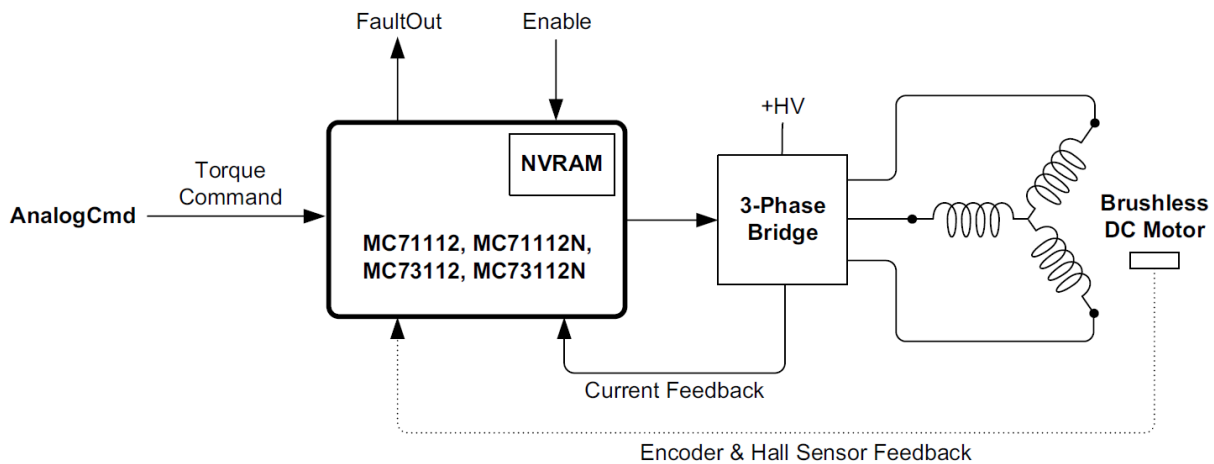 FaultOut
Enable
+HV
NVRAM
Torque
Command
AnalogCmd
MC71112, MC71112N,
MC73112, MC73112N
3-Phase
Bridge
Brushless
DC Motor
Current Feedback
Encoder & Hall Sensor Feedback